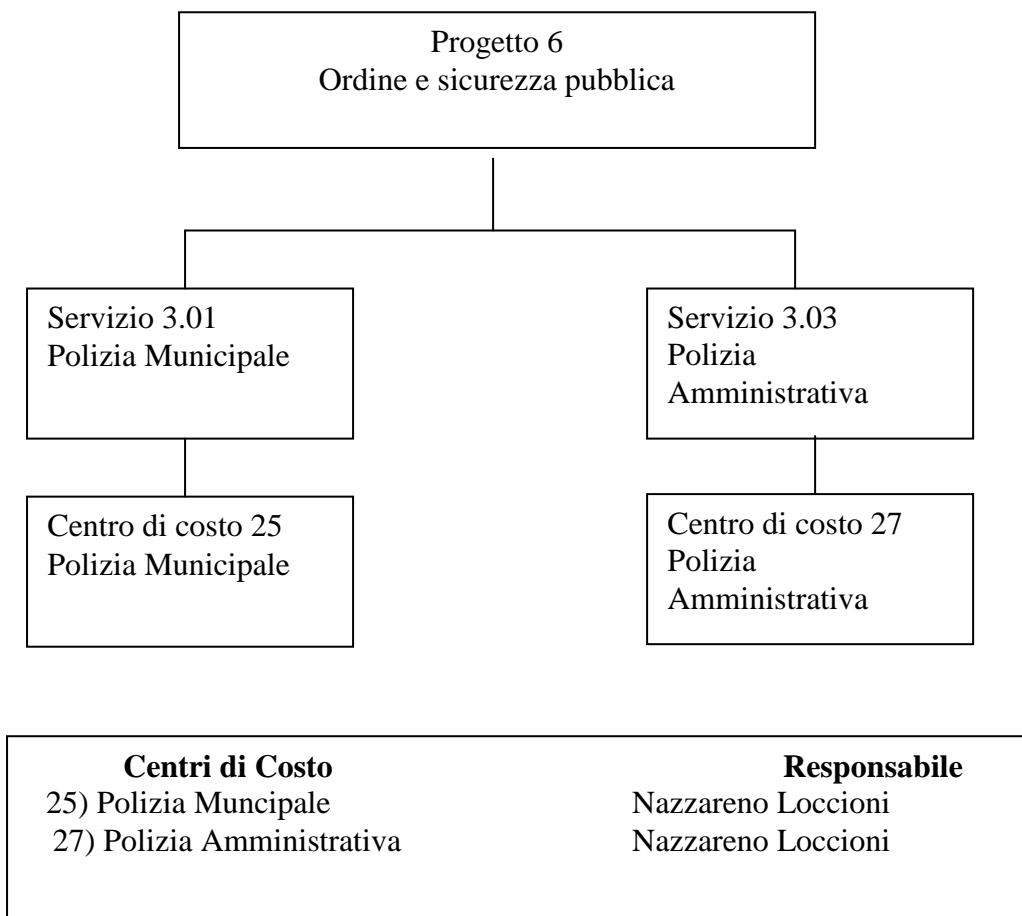 Progetto 6
Ordine e sicurezza pubblica
Servizio 3.01
Polizia Municipale
Servizio 3.03
Polizia
Amministrativa
Centro di costo 25
Polizia Municipale
Centro di costo 27
Polizia
Amministrativa
Centri di Costo Responsabile
25) Polizia Muncipale Nazzareno Loccioni
27) Polizia Amministrativa Nazzareno Loccioni